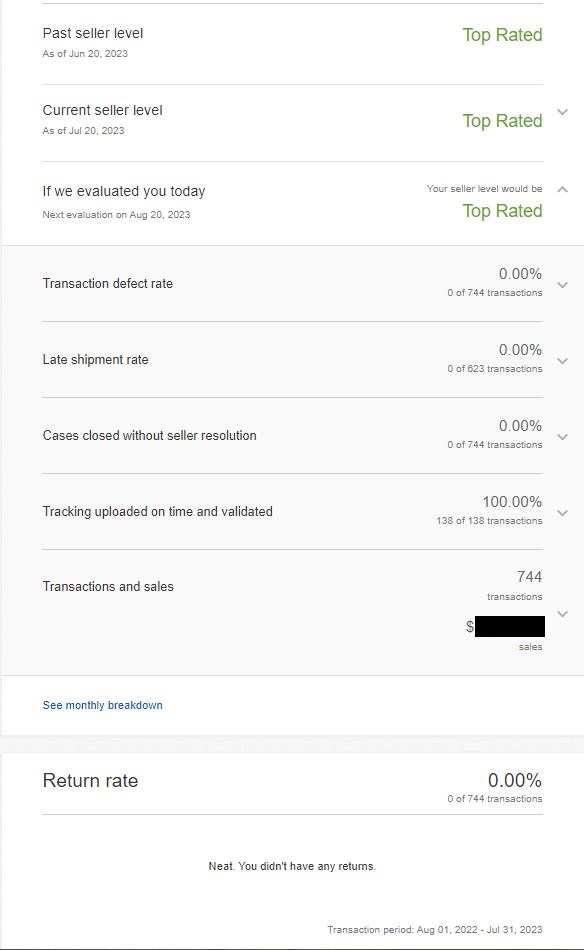 Past seller level
Top Rated
As of Jun 20, 2023
Current seller level
Top Rated
As of Jul 20, 2023
If we evaluated you today
Your seller level would be
Next evaluation on Aug 20, 2023
Top Rated
Transaction defect rate
0.00%
0 of 744 transactions
Late shipment rate
0.00%
0 of 623 transactions
Cases closed without seller resolution
0.00%
0 of 744 transactions
Tracking uploaded on time and validated
100.00%
138 of 138 transactions
Transactions and sales
744
transactions
$
sales
See monthly breakdown
Return rate
0.00%
0 of 744 transactions
Neat. You didn't have any returns.
Transaction period: Aug 01, 2022 - Jul 31, 2023